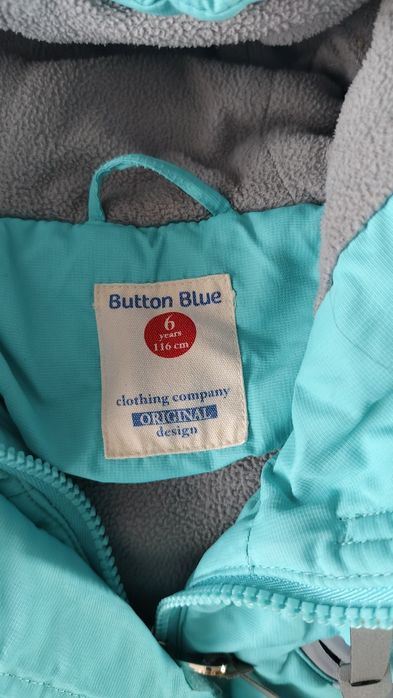 Button Blue
6
years
116 cm
clothing company
ORIGINAL
design